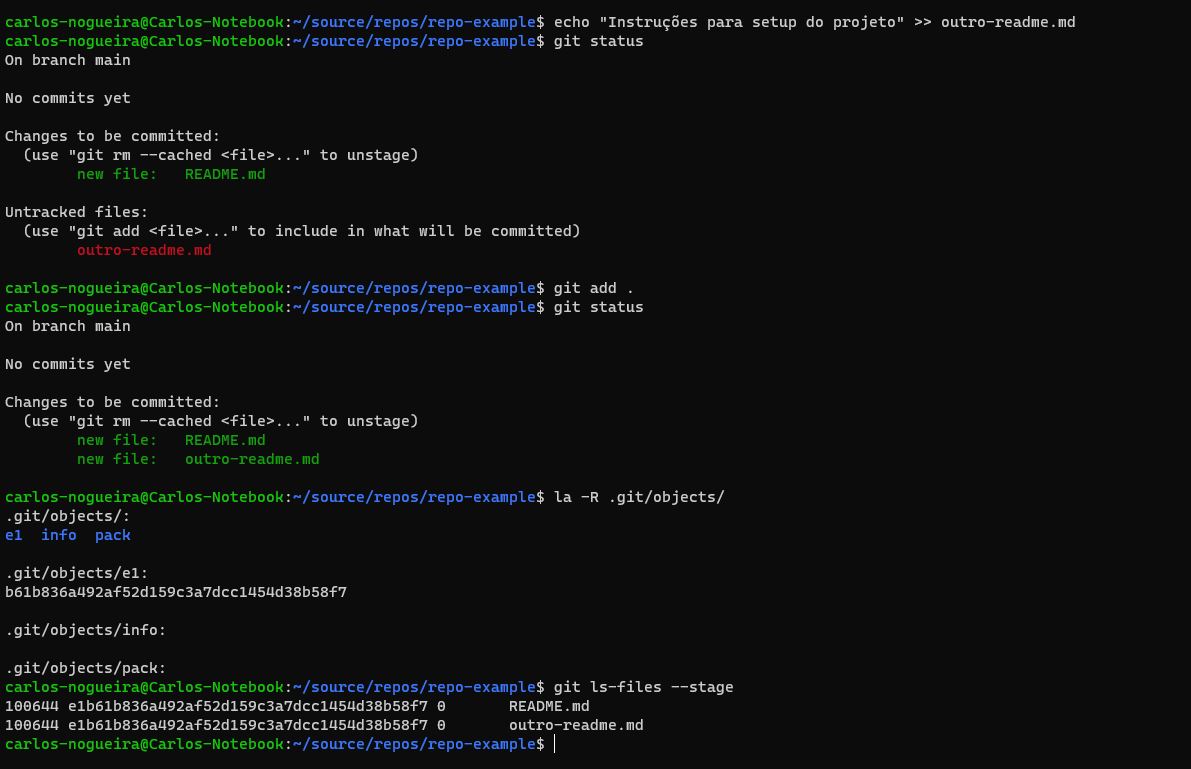 carlos-nogueira@Carlos-Notebook:~/source/repos/repo-example$ echo "Instruções para setup do projeto" >> outro-readme.md
carlos-nogueira@Carlos-Notebook:~/source/repos/repo-example$ git status
On branch main

No commits yet

Changes to be committed:
  (use "git rm --cached <file>..." to unstage)
        new file:   README.md

Untracked files:
  (use "git add <file>..." to include in what will be committed)
        outro-readme.md

carlos-nogueira@Carlos-Notebook:~/source/repos/repo-example$ git add .
carlos-nogueira@Carlos-Notebook:~/source/repos/repo-example$ git status
On branch main

No commits yet

Changes to be committed:
  (use "git rm --cached <file>..." to unstage)
        new file:   README.md
        new file:   outro-readme.md

carlos-nogueira@Carlos-Notebook:~/source/repos/repo-example$ la -R .git/objects/
.git/objects/:
e1  info  pack

.git/objects/e1:
b61b836a492af52d159c3a7dcc1454d38b58f7

.git/objects/info:

.git/objects/pack:
carlos-nogueira@Carlos-Notebook:~/source/repos/repo-example$ git ls-files --stage
100644 e1b61b836a492af52d159c3a7dcc1454d38b58f7 0       README.md
100644 e1b61b836a492af52d159c3a7dcc1454d38b58f7 0       outro-readme.md
carlos-nogueira@Carlos-Notebook:~/source/repos/repo-example$